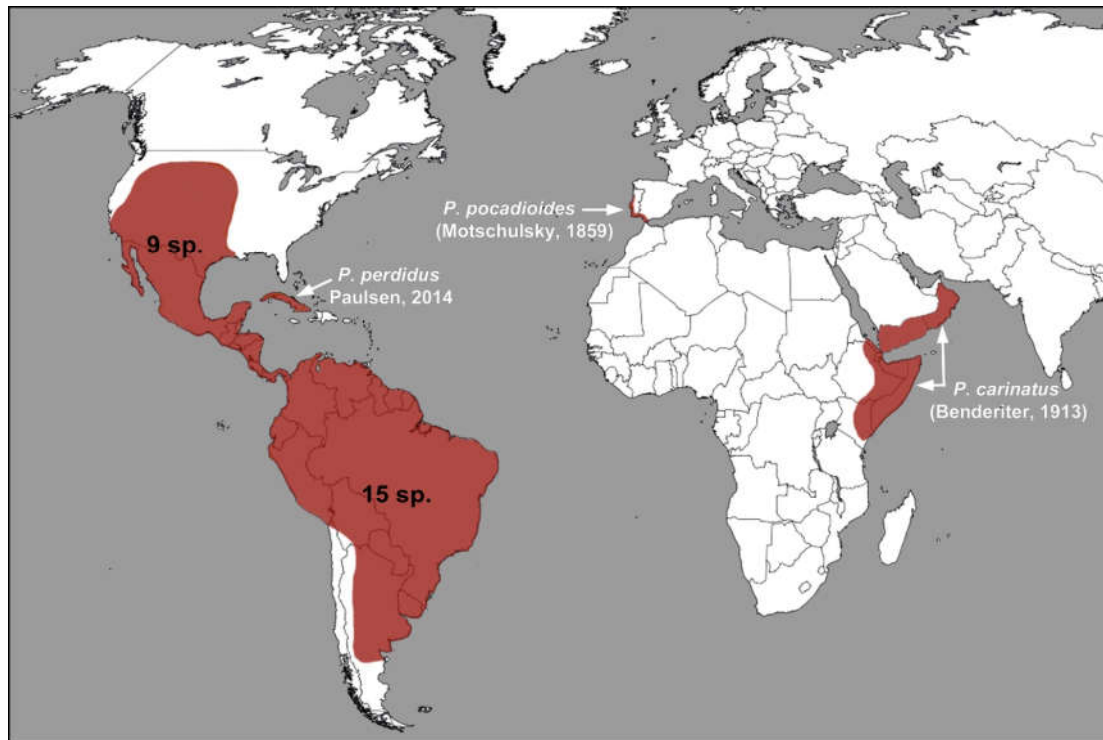 P. pocadioides
(Motschulsky, 1859)
9 sp.
P. perdidus
Paulsen, 2014
P. carinatus
(Benderiter, 1913)
15 sp.